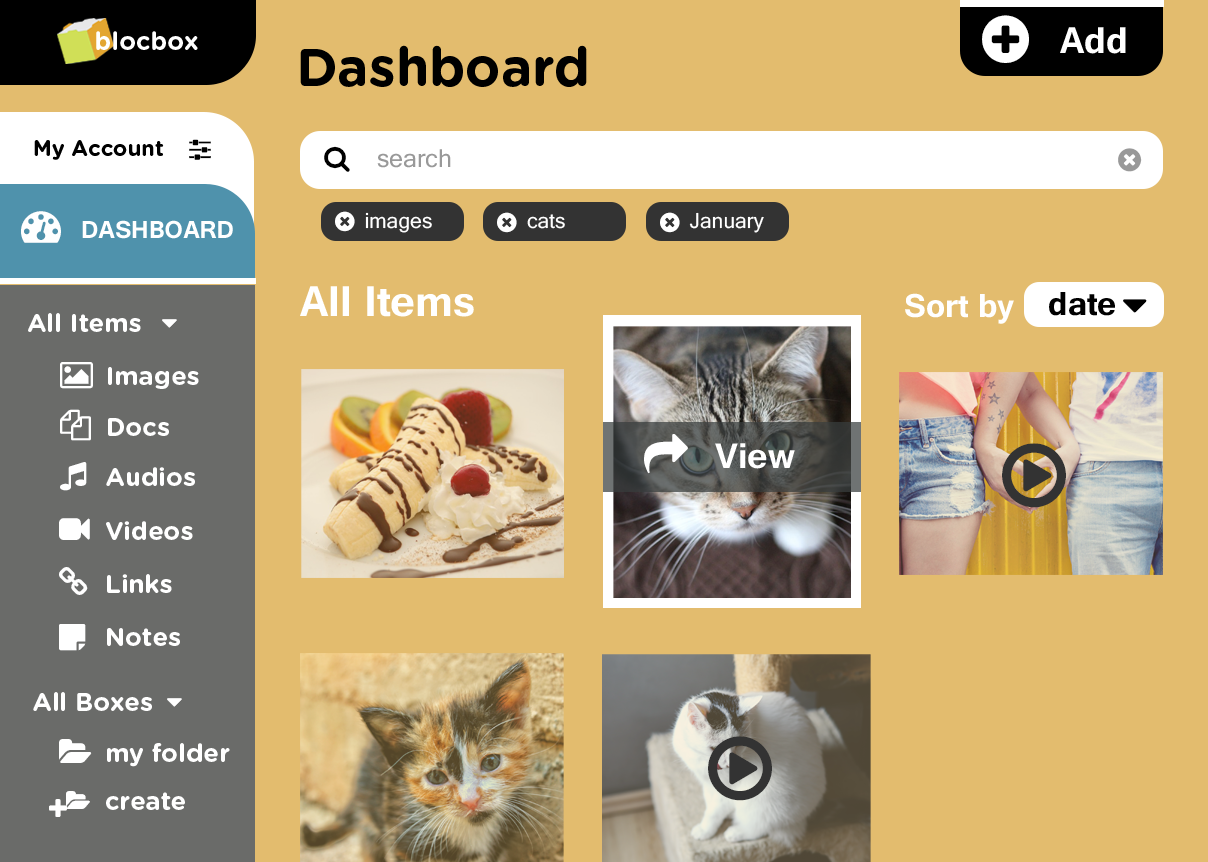 blocbox
Add
Dashboard
My Account
search
DASHBOARD
images
cats
January
All Items
Sort by date
All Items
Images
Docs
Audios
Videos
Links
Notes
All Boxes
my folder
create
View